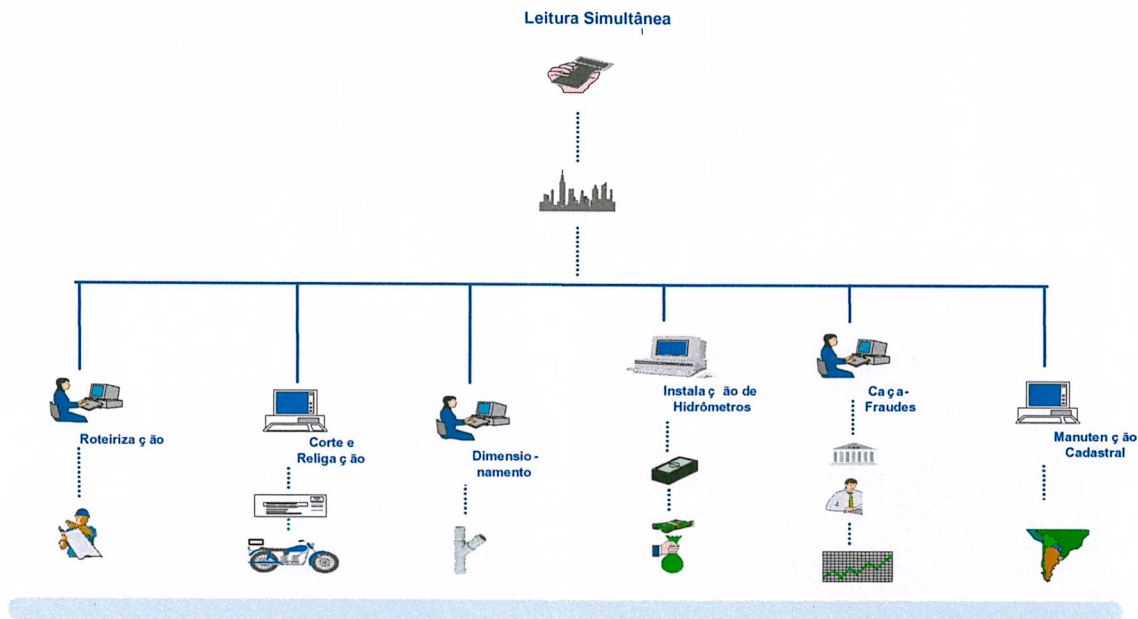 Leitura Simultânea
Instala ç ão de
Hidrômetros
Ca ç a-
Fraudes
Roteiriza ç ão
Corte e
Religa ç ão
Dimensio -
namento
Manuten ç ão
Cadastral